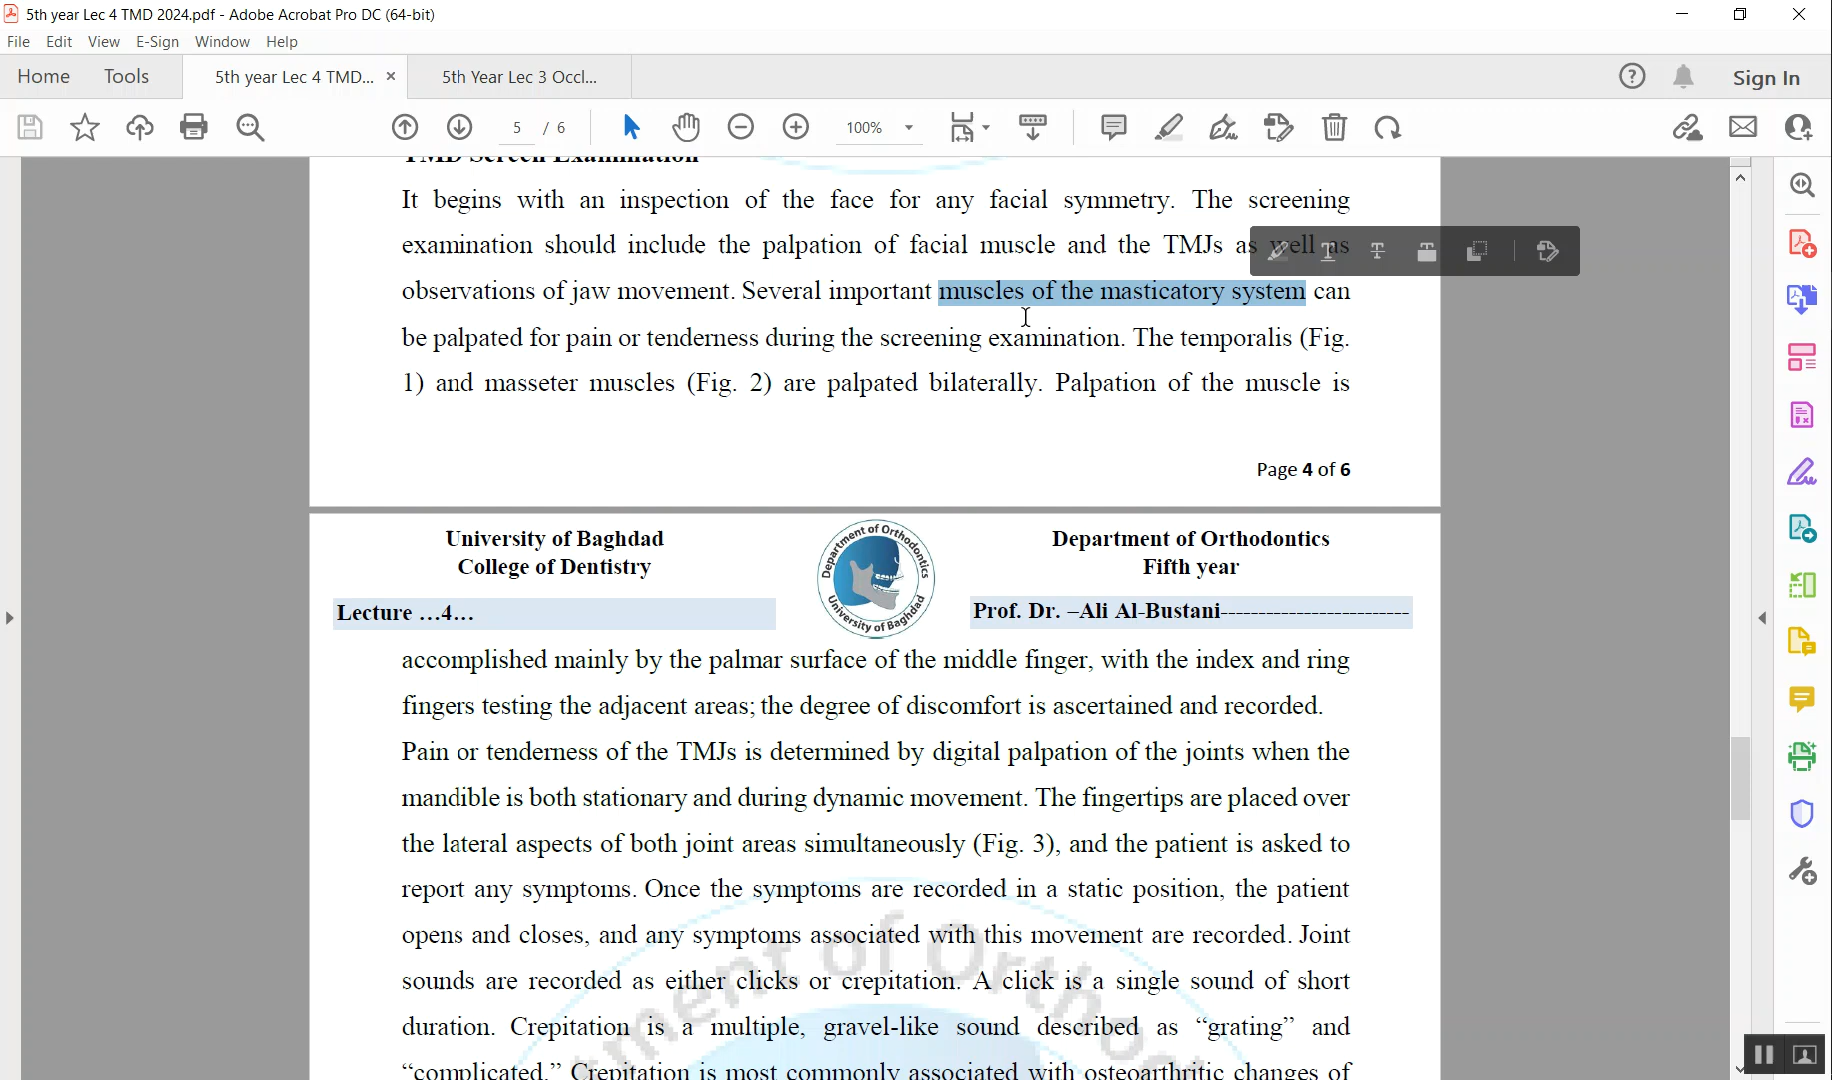 5th year Lec 4 TMD 2024.pdf - Adobe Acrobat Pro DC (64-bit)
File Edit View E-Sign Window Help
Home Tools 5th year Lec 4 TMD... × 5th Year Lec 3 Occl... Sign In
5 / 6 100%
TMD Screen Examination
It begins with an inspection of the face for any facial symmetry. The screening
examination should include the palpation of facial muscle and the TMJs as well as
observations of jaw movement. Several important muscles of the masticatory system can
be palpated for pain or tenderness during the screening examination. The temporalis (Fig.
1) and masseter muscles (Fig. 2) are palpated bilaterally. Palpation of the muscle is
Page 4 of 6
University of Baghdad
College of Dentistry
Lecture …4…
Department of Orthodontics
University of Baghdad
Department of Orthodontics
Fifth year
Prof. Dr. –Ali Al-Bustani------------------------
accomplished mainly by the palmar surface of the middle finger, with the index and ring
fingers testing the adjacent areas; the degree of discomfort is ascertained and recorded.
Pain or tenderness of the TMJs is determined by digital palpation of the joints when the
mandible is both stationary and during dynamic movement. The fingertips are placed over
the lateral aspects of both joint areas simultaneously (Fig. 3), and the patient is asked to
report any symptoms. Once the symptoms are recorded in a static position, the patient
opens and closes, and any symptoms associated with this movement are recorded. Joint
sounds are recorded as either clicks or crepitation. A click is a single sound of short
duration. Crepitation is a multiple, gravel-like sound described as “grating” and
“complicated.” Crepitation is most commonly associated with osteoarthritic changes of